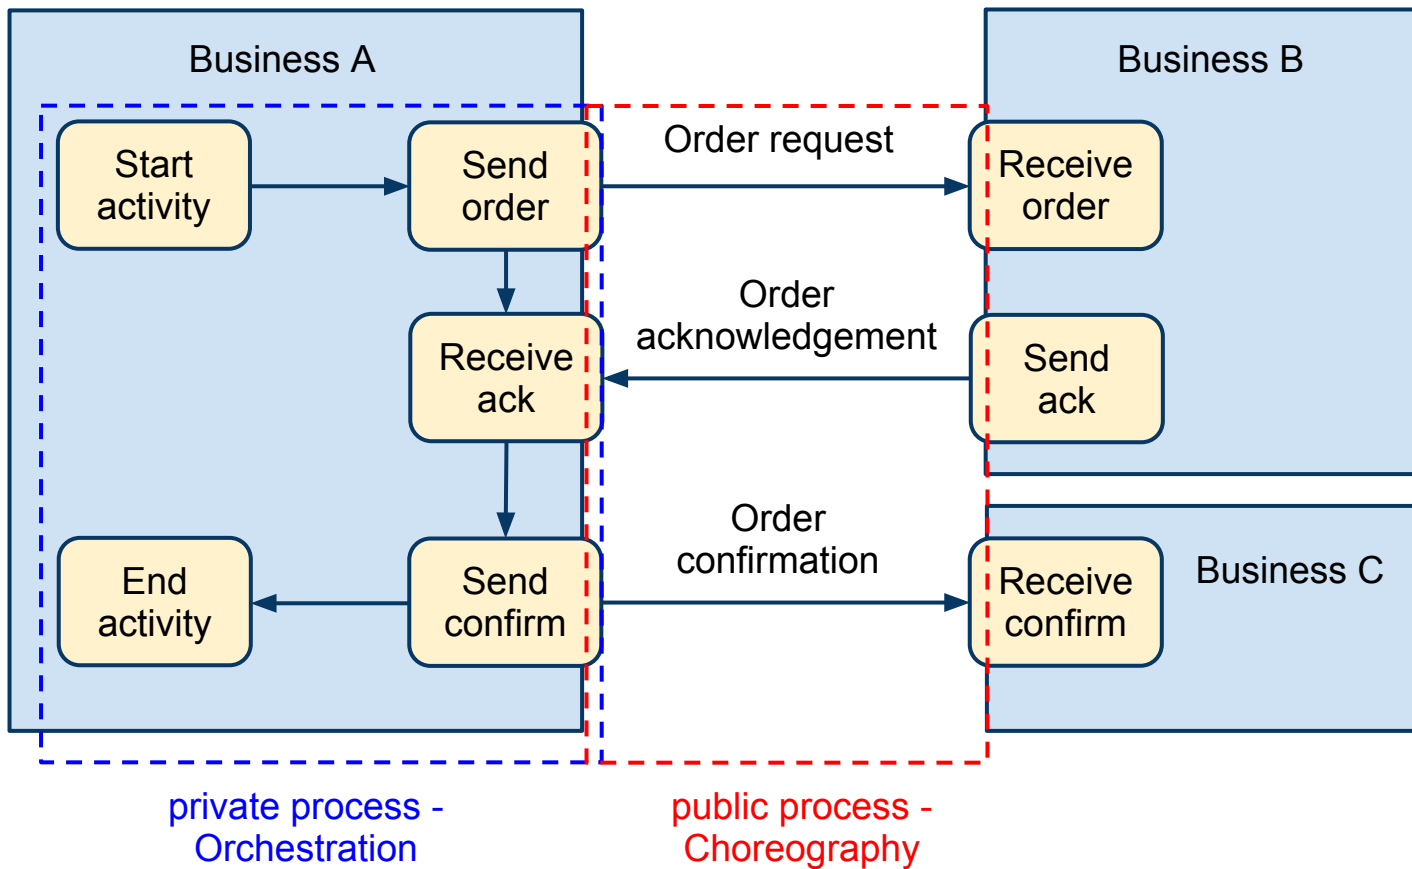 Business A
Business B
Start
activity
Send
order
Order request
Receive
order
Order
acknowledgement
Receive
ack
Send
ack
Order
confirmation
Business C
End
activity
Send
confirm
Receive
confirm
private process -
Orchestration
public process -
Choreography